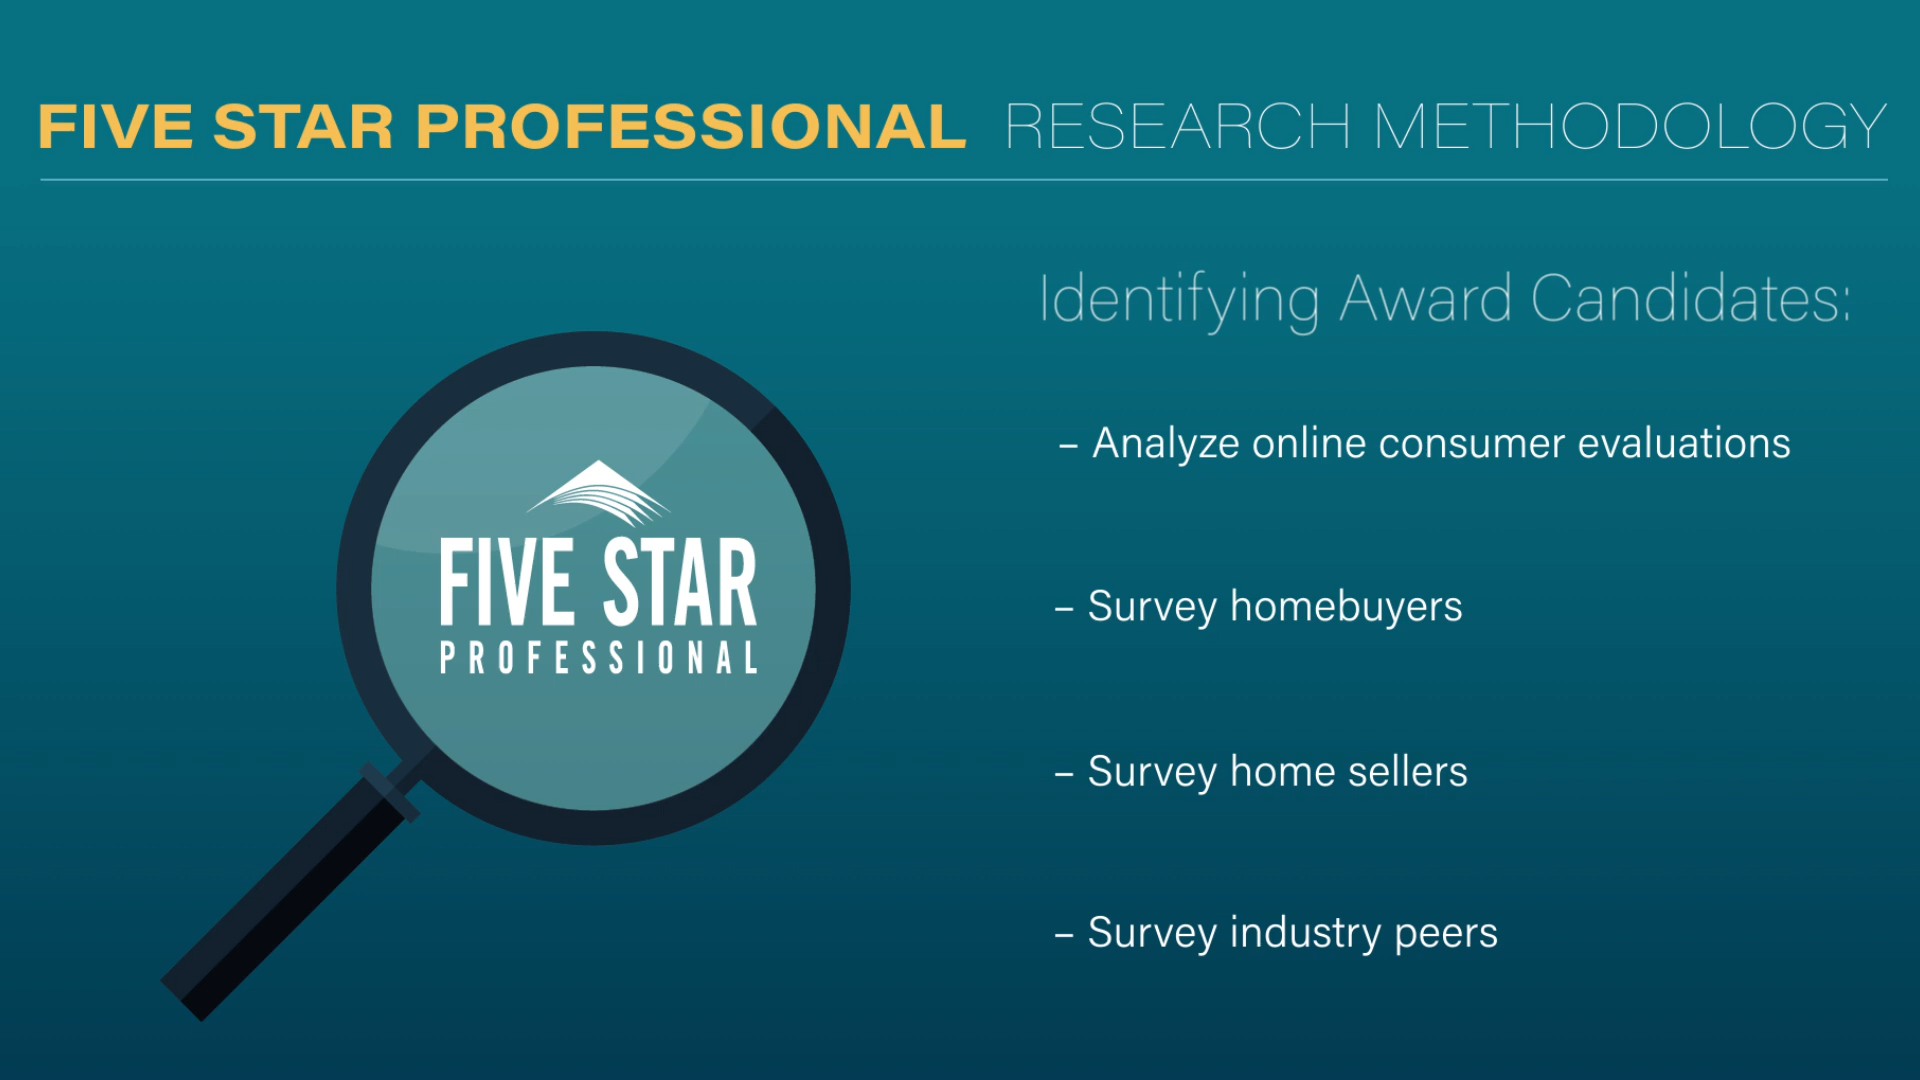 FIVE STAR PROFESSIONAL RESEARCH METHODOLOGY
Identifying Award Candidates:
– Analyze online consumer evaluations
– Survey homebuyers
– Survey home sellers
– Survey industry peers
FIVE STAR
PROFESSIONAL